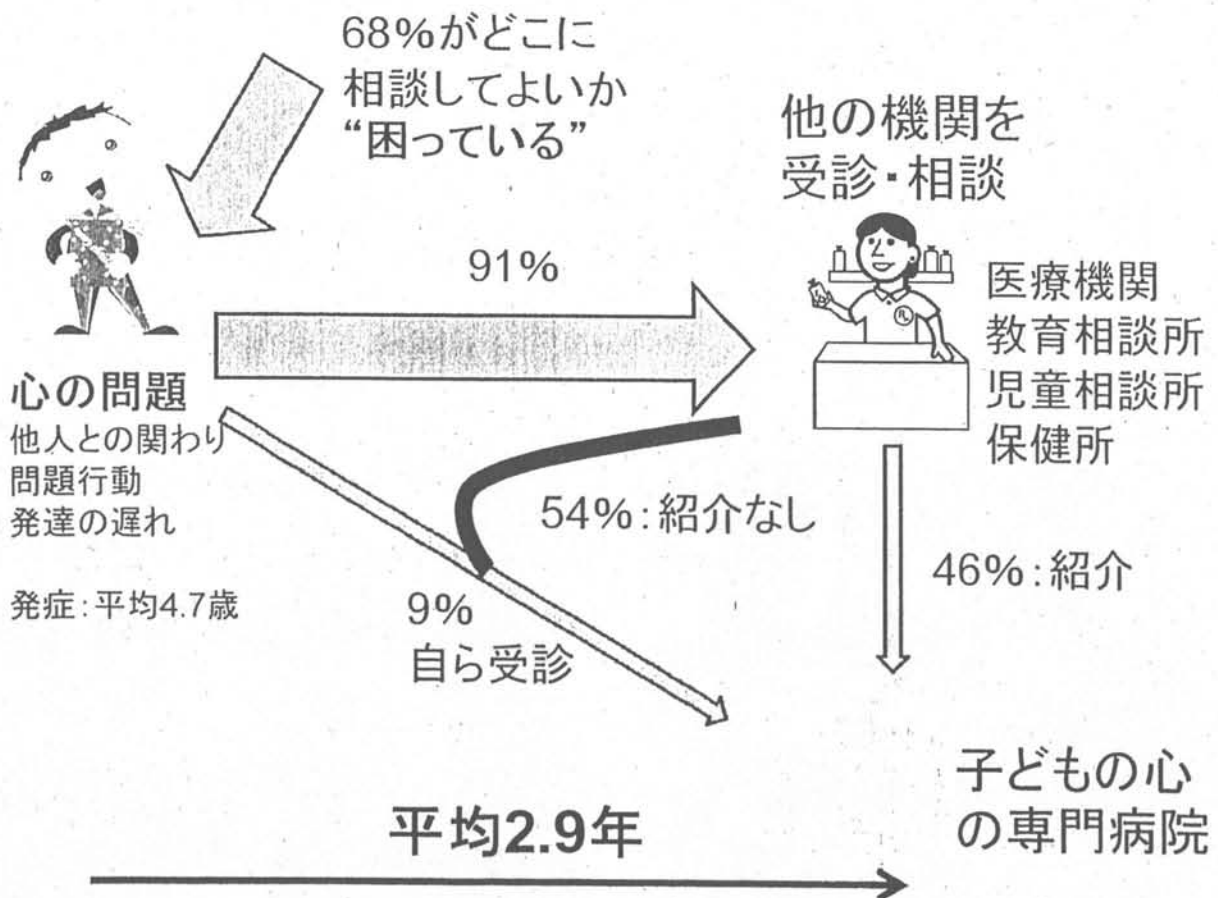 68%がどこに
相談してよいか
“困っている”
他の機関を
受診・相談
91%
医療機関
教育相談所
児童相談所
保健所
心の問題
他人との関わり
問題行動
発達の遅れ
発症：平均4.7歳
54%：紹介なし
46%：紹介
9%
自ら受診
子どもの心
の専門病院
平均2.9年